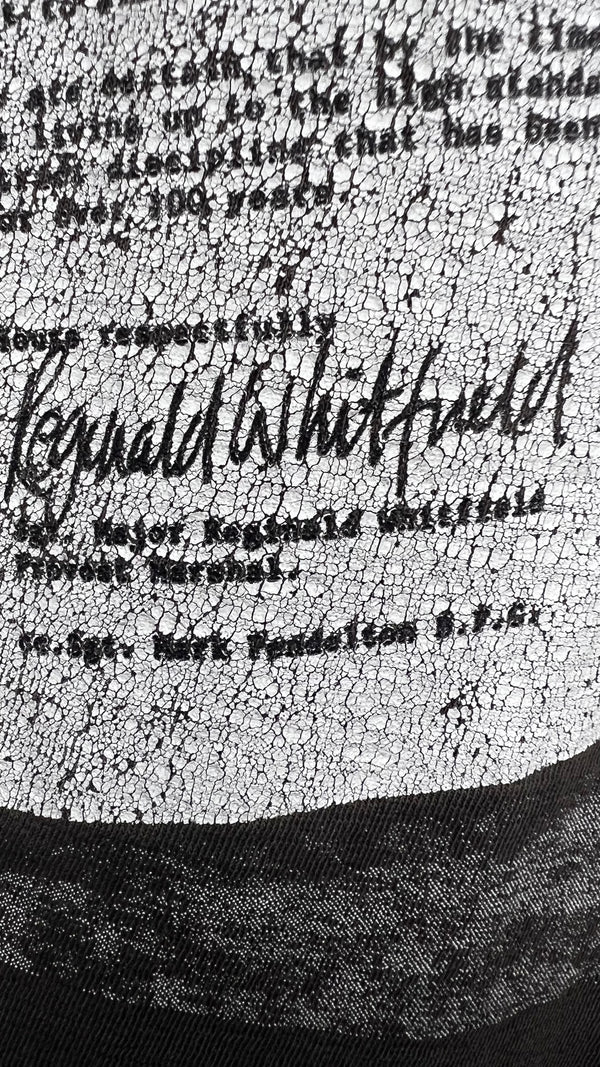 are certain, that by the time
living up to the high standa
discipling that has been
for over 100 years.
Yours respectfully
Reginald Whitfield
Sgt. Major Reginald Whitfield
Provost Marshal.
cc.Sgt. Mark Pendelton